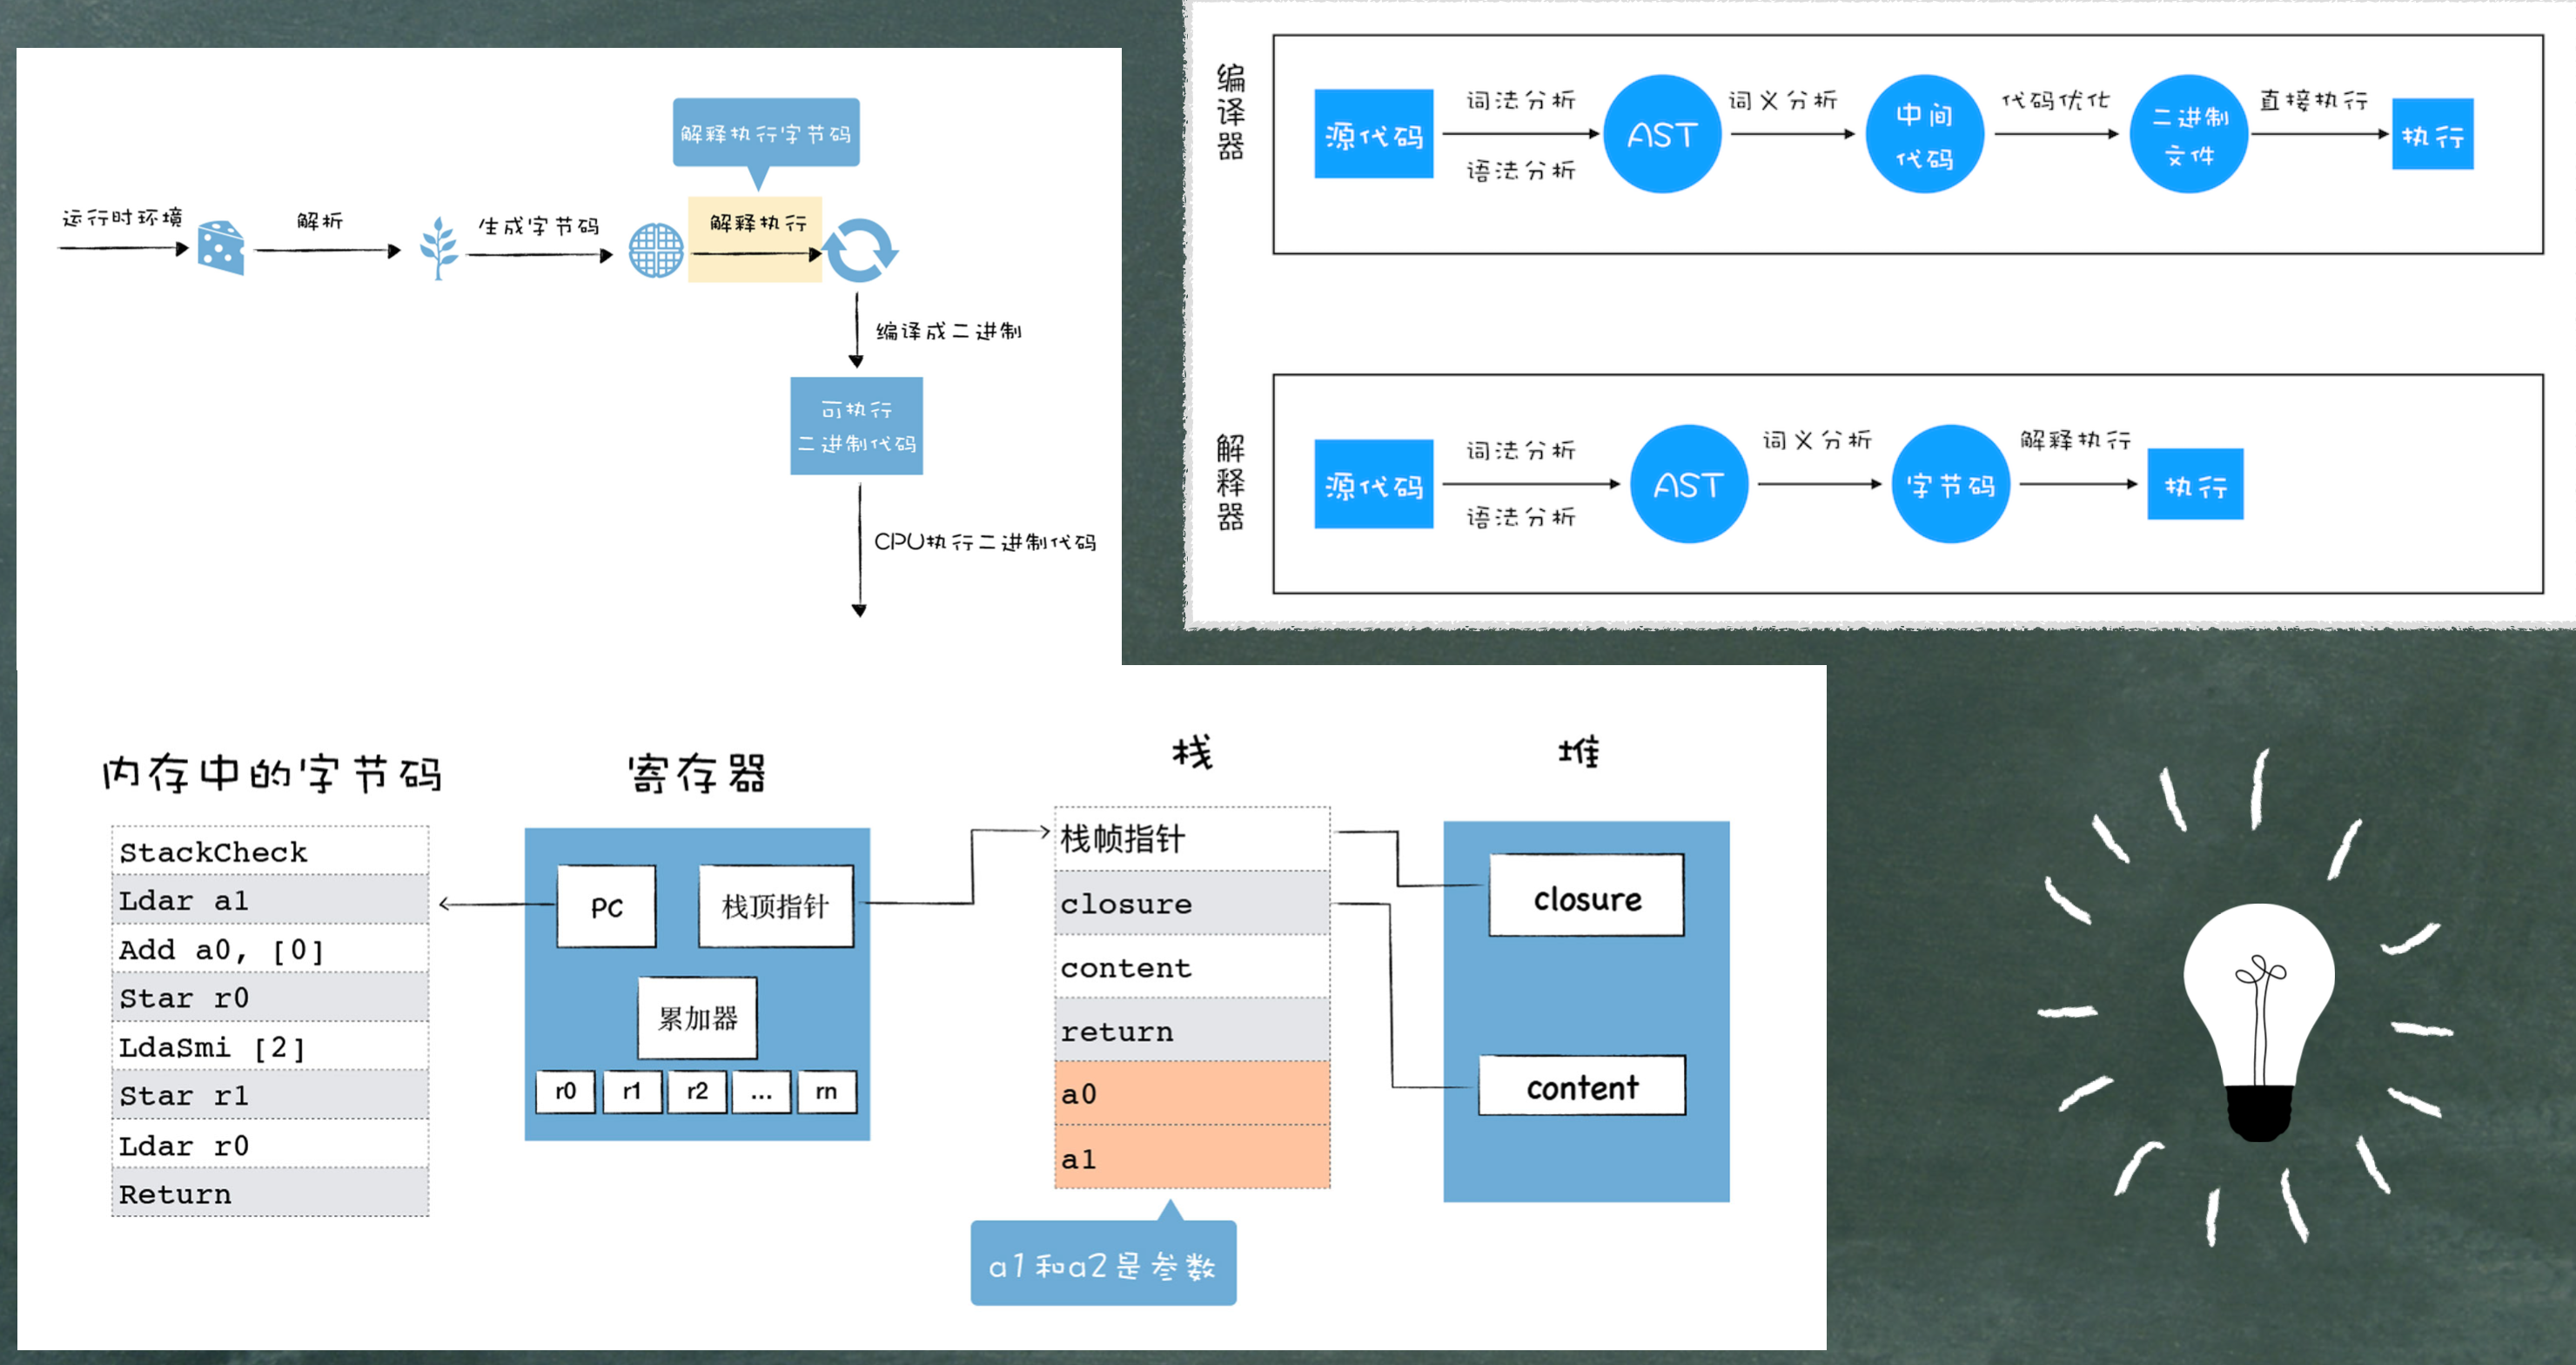 解释执行字节码
运行时环境
解析
生成字节码
解释执行
编译成二进制
可执行
二进制代码
CPU执行二进制代码
编译器
源代码
词法分析
语法分析
AST
词义分析
中间
代码
代码优化
二进制
文件
直接执行
执行
解释器
源代码
词法分析
语法分析
AST
词义分析
字节码
解释执行
执行
内存中的字节码
StackCheck
Ldar a1
Add a0, [0]
Star r0
LdaSmi [2]
Star r1
Ldar r0
Return
寄存器
PC
栈顶指针
累加器
r0 r1 r2 ... rn
栈
栈帧指针
closure
content
return
a0
a1
a1和a2是参数
堆
closure
content